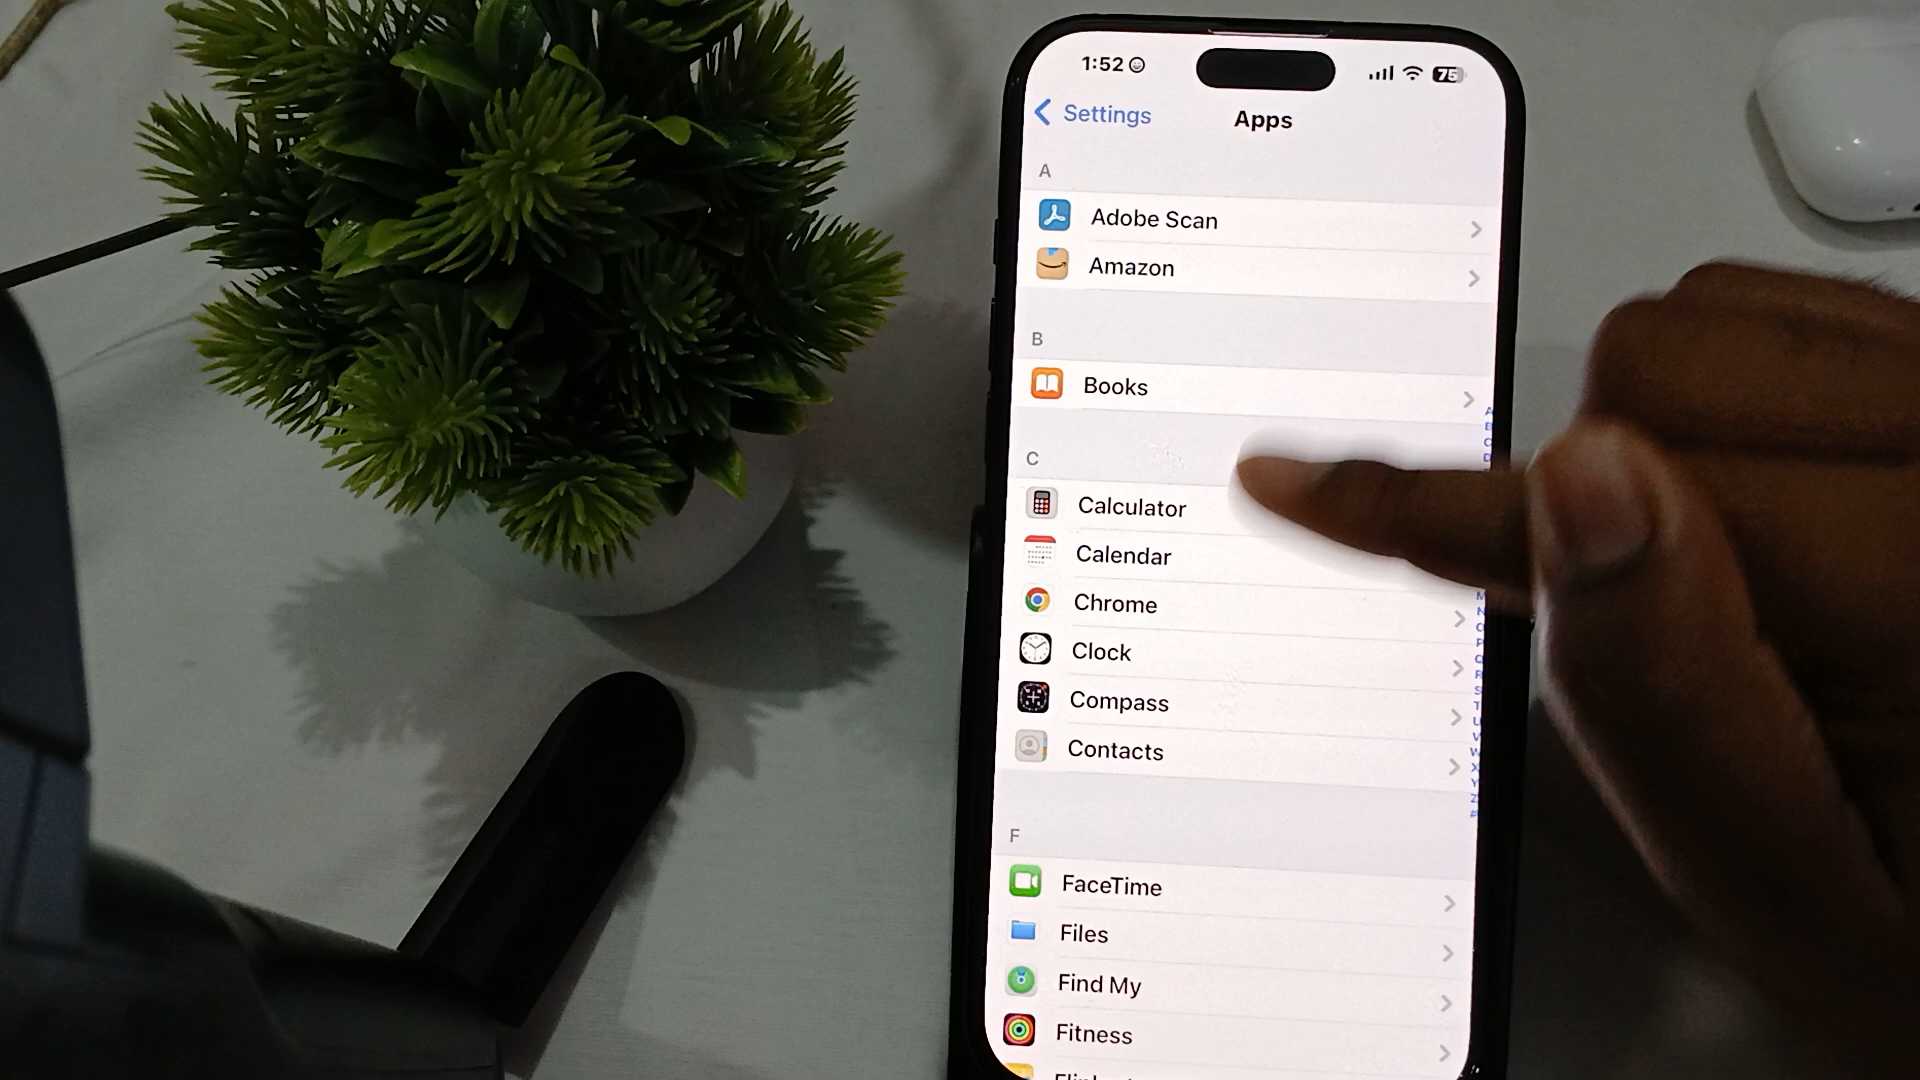 1:52 75
Settings Apps
A
Adobe Scan
Amazon
B
Books
C
Calculator
Calendar
Chrome
Clock
Compass
Contacts
F
FaceTime
Files
Find My
Fitness
A
B
C
D
M
N
O
P
Q
R
S
T
U
V
W
X
Y
Z
#